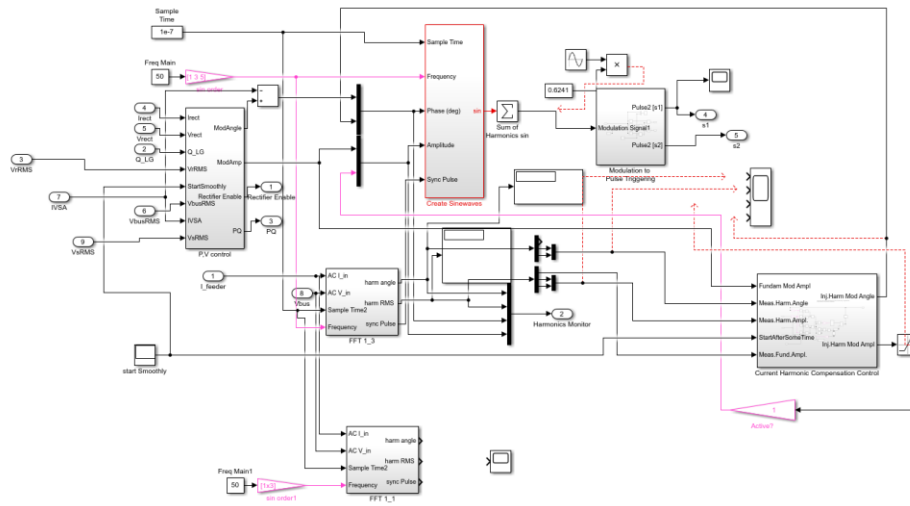 Sample
Time
1e-7
Freq Main
50
[1 3 5]
sin order
4
Irect
5
Vrect
2
Q_LG
3
VrRMS
7
IVSA
6
VbusRMS
9
VsRMS
Irect
Vrect
Q_LG
VrRMS
StartSmoothly
VbusRMS
IVSA
VsRMS
ModAngle
ModAmp
Rectifier Enable
PQ
P,V control
1
Rectifier Enable
3
PQ
Sample Time
Frequency
Phase (deg)
Amplitude
Sync Pulse
sin
Create Sinewaves
Sum of
Harmonics sin
0.6241
×
Modulation Signal1
Pulse2 [s1]
Pulse2 [s2]
Modulation to
Pulse Triggering
4
s1
5
s2
1
I_feeder
8
Vbus
AC I_in
AC V_in
Sample Time2
Frequency
harm angle
harm RMS
sync Pulse
FFT 1_3
2
Harmonics Monitor
start Smoothly
Fundam Mod Ampl
Meas.Harm.Angle
Meas.Harm.Ampl.
StartAfterSomeTime
Meas.Fund.Ampl.
Inj.Harm Mod Angle
Inj.Harm Mod Ampl
Current Harmonic Compensation Control
1
Active?
AC I_in
AC V_in
Sample Time2
Frequency
harm angle
harm RMS
sync Pulse
FFT 1_1
Freq Main1
50
[1x3]
sin order1